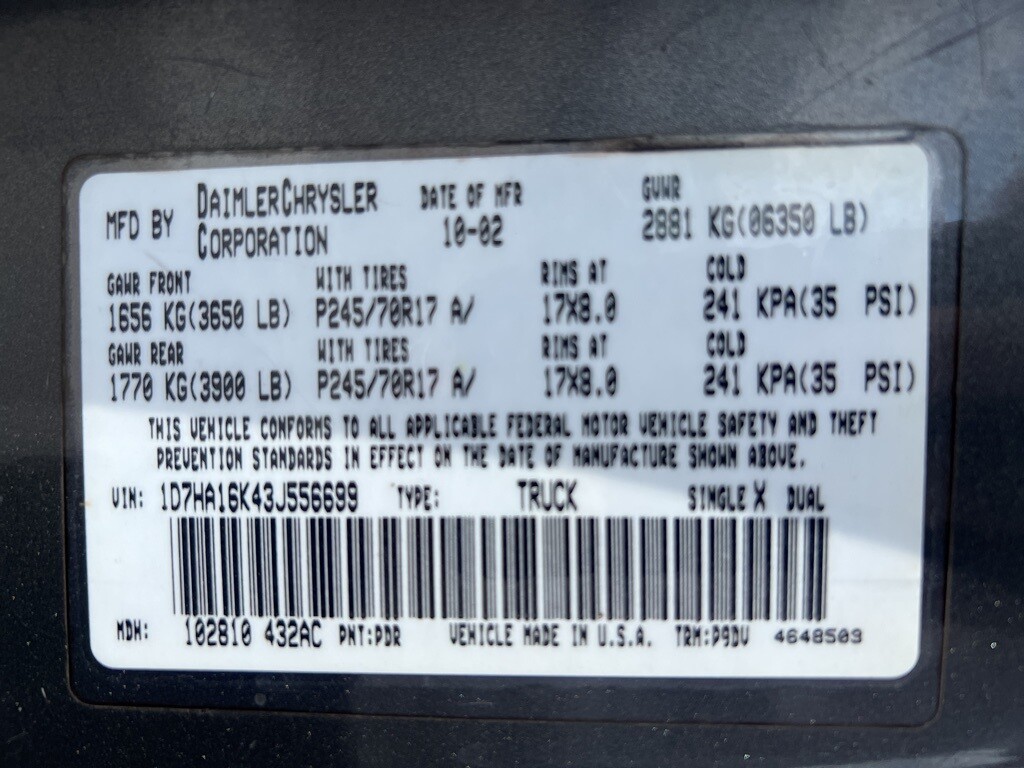 MFD BY DAIMLERCHRYSLER CORPORATION DATE OF MFR 10-02 GVWR 2881 KG(06350 LB)
GAWR FRONT WITH TIRES RIMS AT COLD
1656 KG(3650 LB) P245/70R17 A/ 17X8.0 241 KPA(35 PSI)
GAWR REAR WITH TIRES RIMS AT COLD
1770 KG(3900 LB) P245/70R17 A/ 17X8.0 241 KPA(35 PSI)
THIS VEHICLE CONFORMS TO ALL APPLICABLE FEDERAL MOTOR VEHICLE SAFETY AND THEFT
PREVENTION STANDARDS IN EFFECT ON THE DATE OF MANUFACTURE SHOWN ABOVE.
VIN: 1D7HA16K43J556699 TYPE: TRUCK SINGLE X DUAL
MDH: 102810 432AC PNT:PDR VEHICLE MADE IN U.S.A. TRM:P9DV 4648503